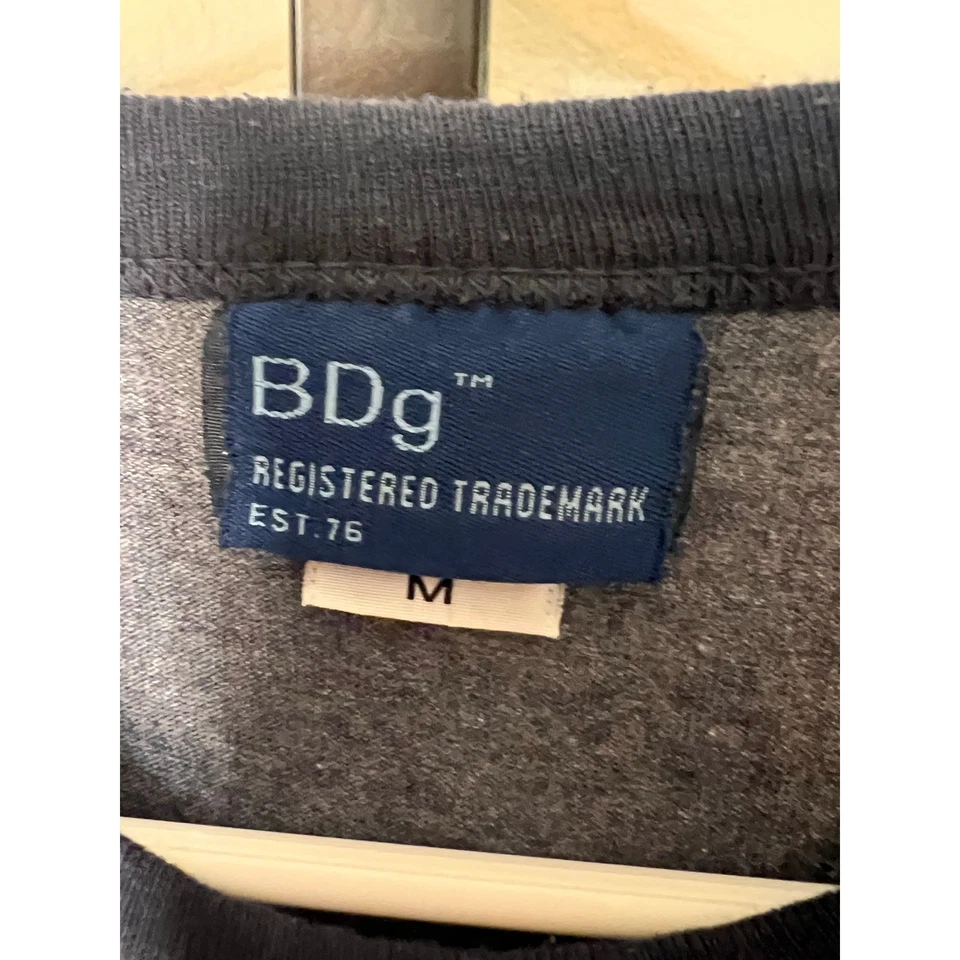 BDg™
REGISTERED TRADEMARK
EST.76
M